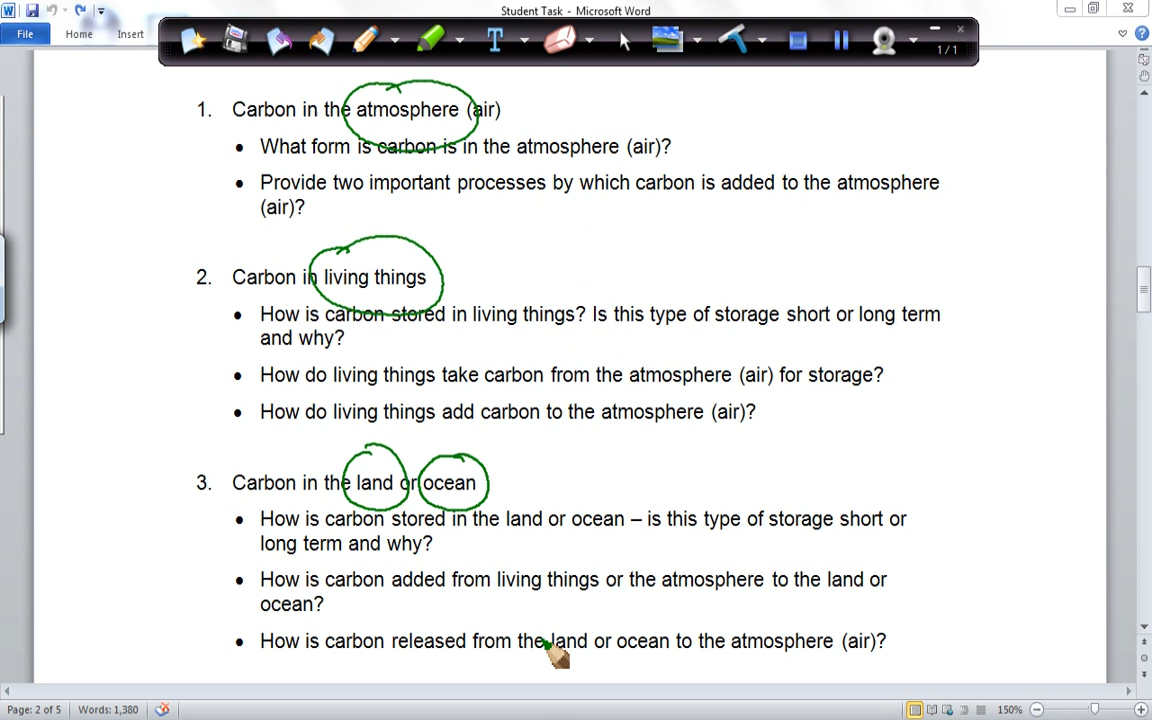 Student Task - Microsoft Word
File
Home
Insert
1 / 1
1. Carbon in the atmosphere (air)
• What form is carbon is in the atmosphere (air)?
• Provide two important processes by which carbon is added to the atmosphere
(air)?
2. Carbon in living things
• How is carbon stored in living things? Is this type of storage short or long term
and why?
• How do living things take carbon from the atmosphere (air) for storage?
• How do living things add carbon to the atmosphere (air)?
3. Carbon in the land or ocean
• How is carbon stored in the land or ocean – is this type of storage short or
long term and why?
• How is carbon added from living things or the atmosphere to the land or
ocean?
• How is carbon released from the land or ocean to the atmosphere (air)?
Page: 2 of 5
Words: 1,380
150%